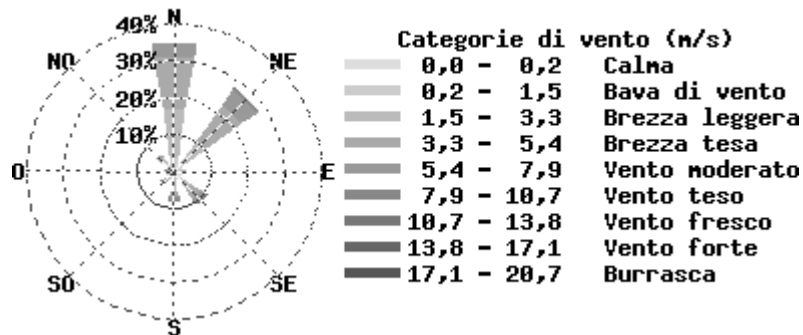 N
40%
30%
20%
10%
NO
NE
O
E
SO
SE
S
Categorie di vento (m/s)
0,0 - 0,2 Calma
0,2 - 1,5 Bava di vento
1,5 - 3,3 Brezza leggera
3,3 - 5,4 Brezza tesa
5,4 - 7,9 Vento moderato
7,9 - 10,7 Vento teso
10,7 - 13,8 Vento fresco
13,8 - 17,1 Vento forte
17,1 - 20,7 Burrasca